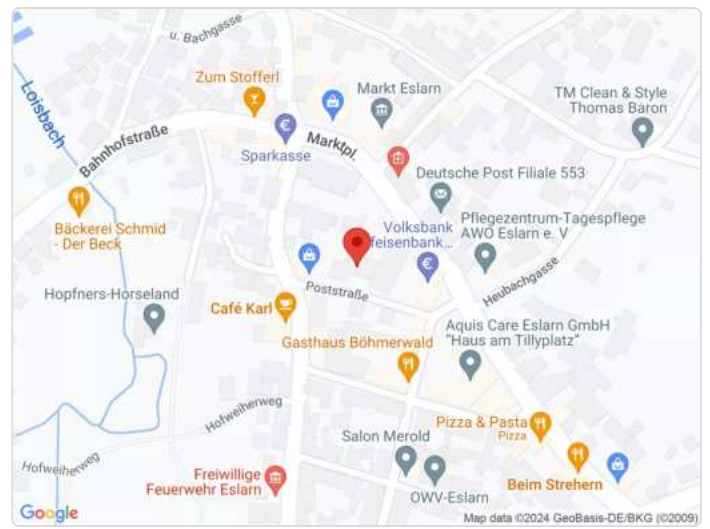 u. Bachgasse
Loisbach
Zum Stofferl
Markt Eslarn
TM Clean & Style
Thomas Baron
Bahnhofstraße
Marktpl.
Sparkasse
Deutsche Post Filiale 553
Bäckerei Schmid
- Der Beck
Volksbank
ffeisenbank...
Pflegezentrum-Tagespflege
AWO Eslarn e. V
Hopfners-Horseland
Poststraße
Heubachgasse
Café Karl
Gasthaus Böhmerwald
Aquis Care Eslarn GmbH
"Haus am Tillyplatz"
Hofweiherweg
Pizza & Pasta
Pizza
Salon Merold
Hofweiherweg
Freiwillige
Feuerwehr Eslarn
OWV-Eslarn
Beim Strehern
Google
Map data ©2024 GeoBasis-DE/BKG (©2009)